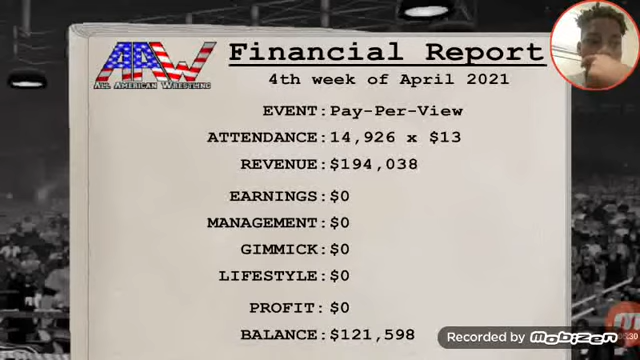 AAW
ALL AMERICAN WRESTLING
Financial Report
4th week of April 2021
EVENT: Pay-Per-View
ATTENDANCE: 14,926 x $13
REVENUE: $194,038
EARNINGS: $0
MANAGEMENT: $0
GIMMICK: $0
LIFESTYLE: $0
PROFIT: $0
BALANCE: $121,598
Recorded by Mobizen